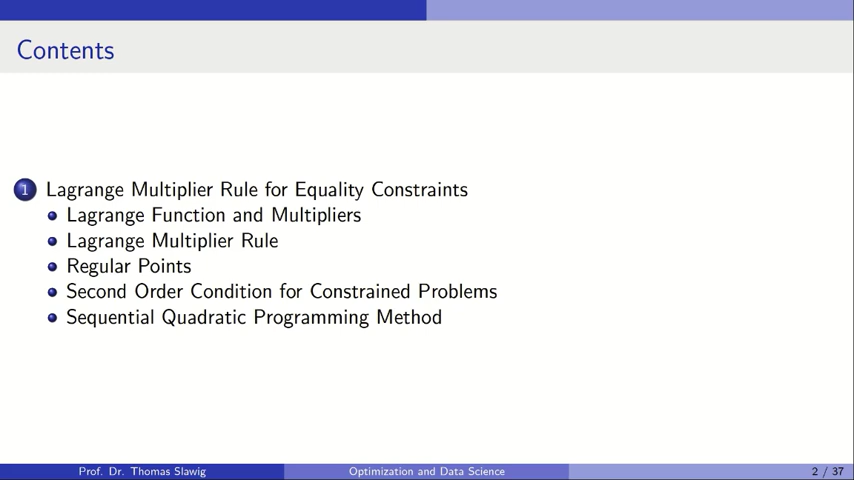 Contents
1 Lagrange Multiplier Rule for Equality Constraints
Lagrange Function and Multipliers
Lagrange Multiplier Rule
Regular Points
Second Order Condition for Constrained Problems
Sequential Quadratic Programming Method
Prof. Dr. Thomas Slawig Optimization and Data Science 2 / 37